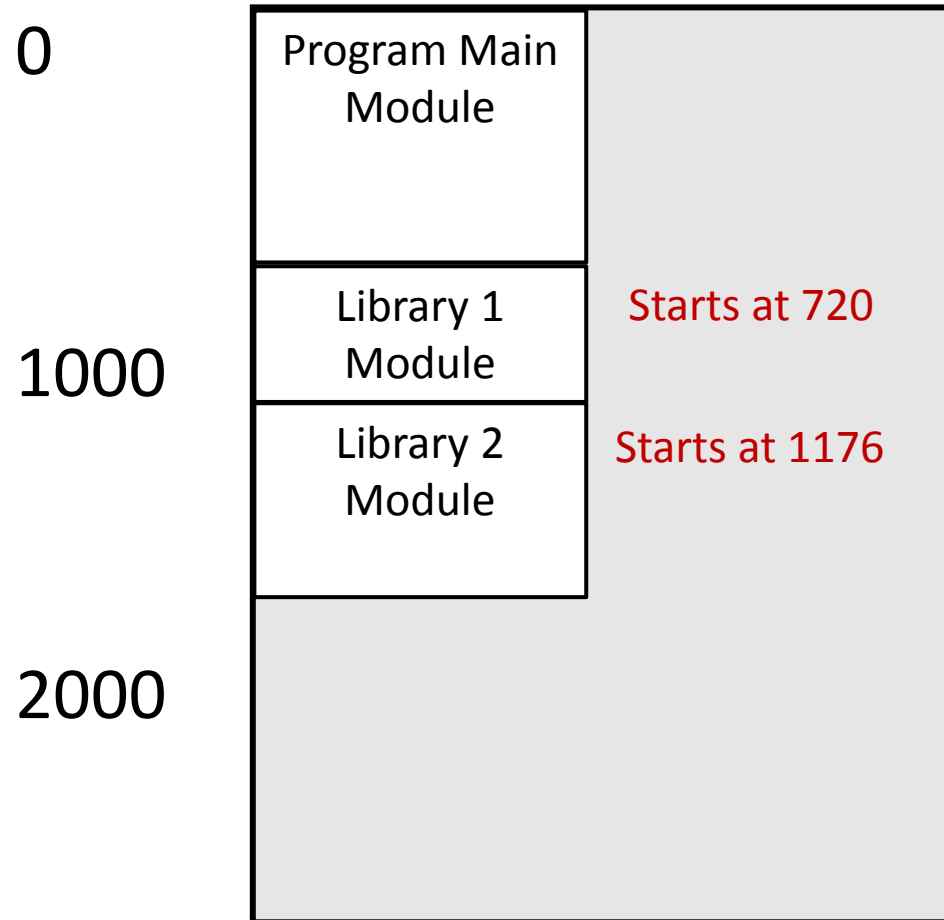 0
Program Main
Module
Library 1
Module
Starts at 720
1000
Library 2
Module
Starts at 1176
2000